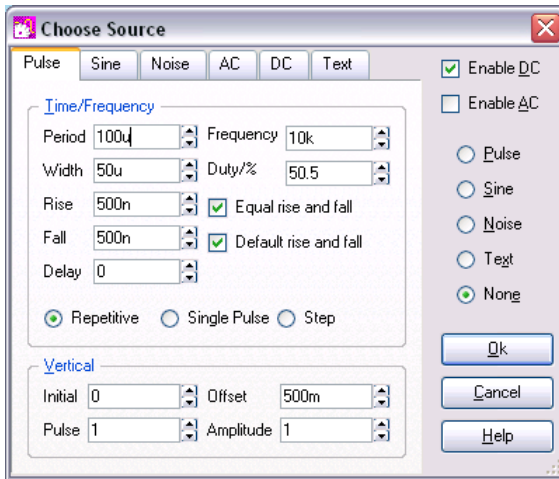 Choose Source
Pulse Sine Noise AC DC Text
Time/Frequency
Period 100u Frequency 10k
Width 50u Duty/% 50.5
Rise 500n Equal rise and fall
Fall 500n Default rise and fall
Delay 0
Repetitive Single Pulse Step
Vertical
Initial 0 Offset 500m
Pulse 1 Amplitude 1
Enable DC
Enable AC
Pulse
Sine
Noise
Text
None
Ok
Cancel
Help